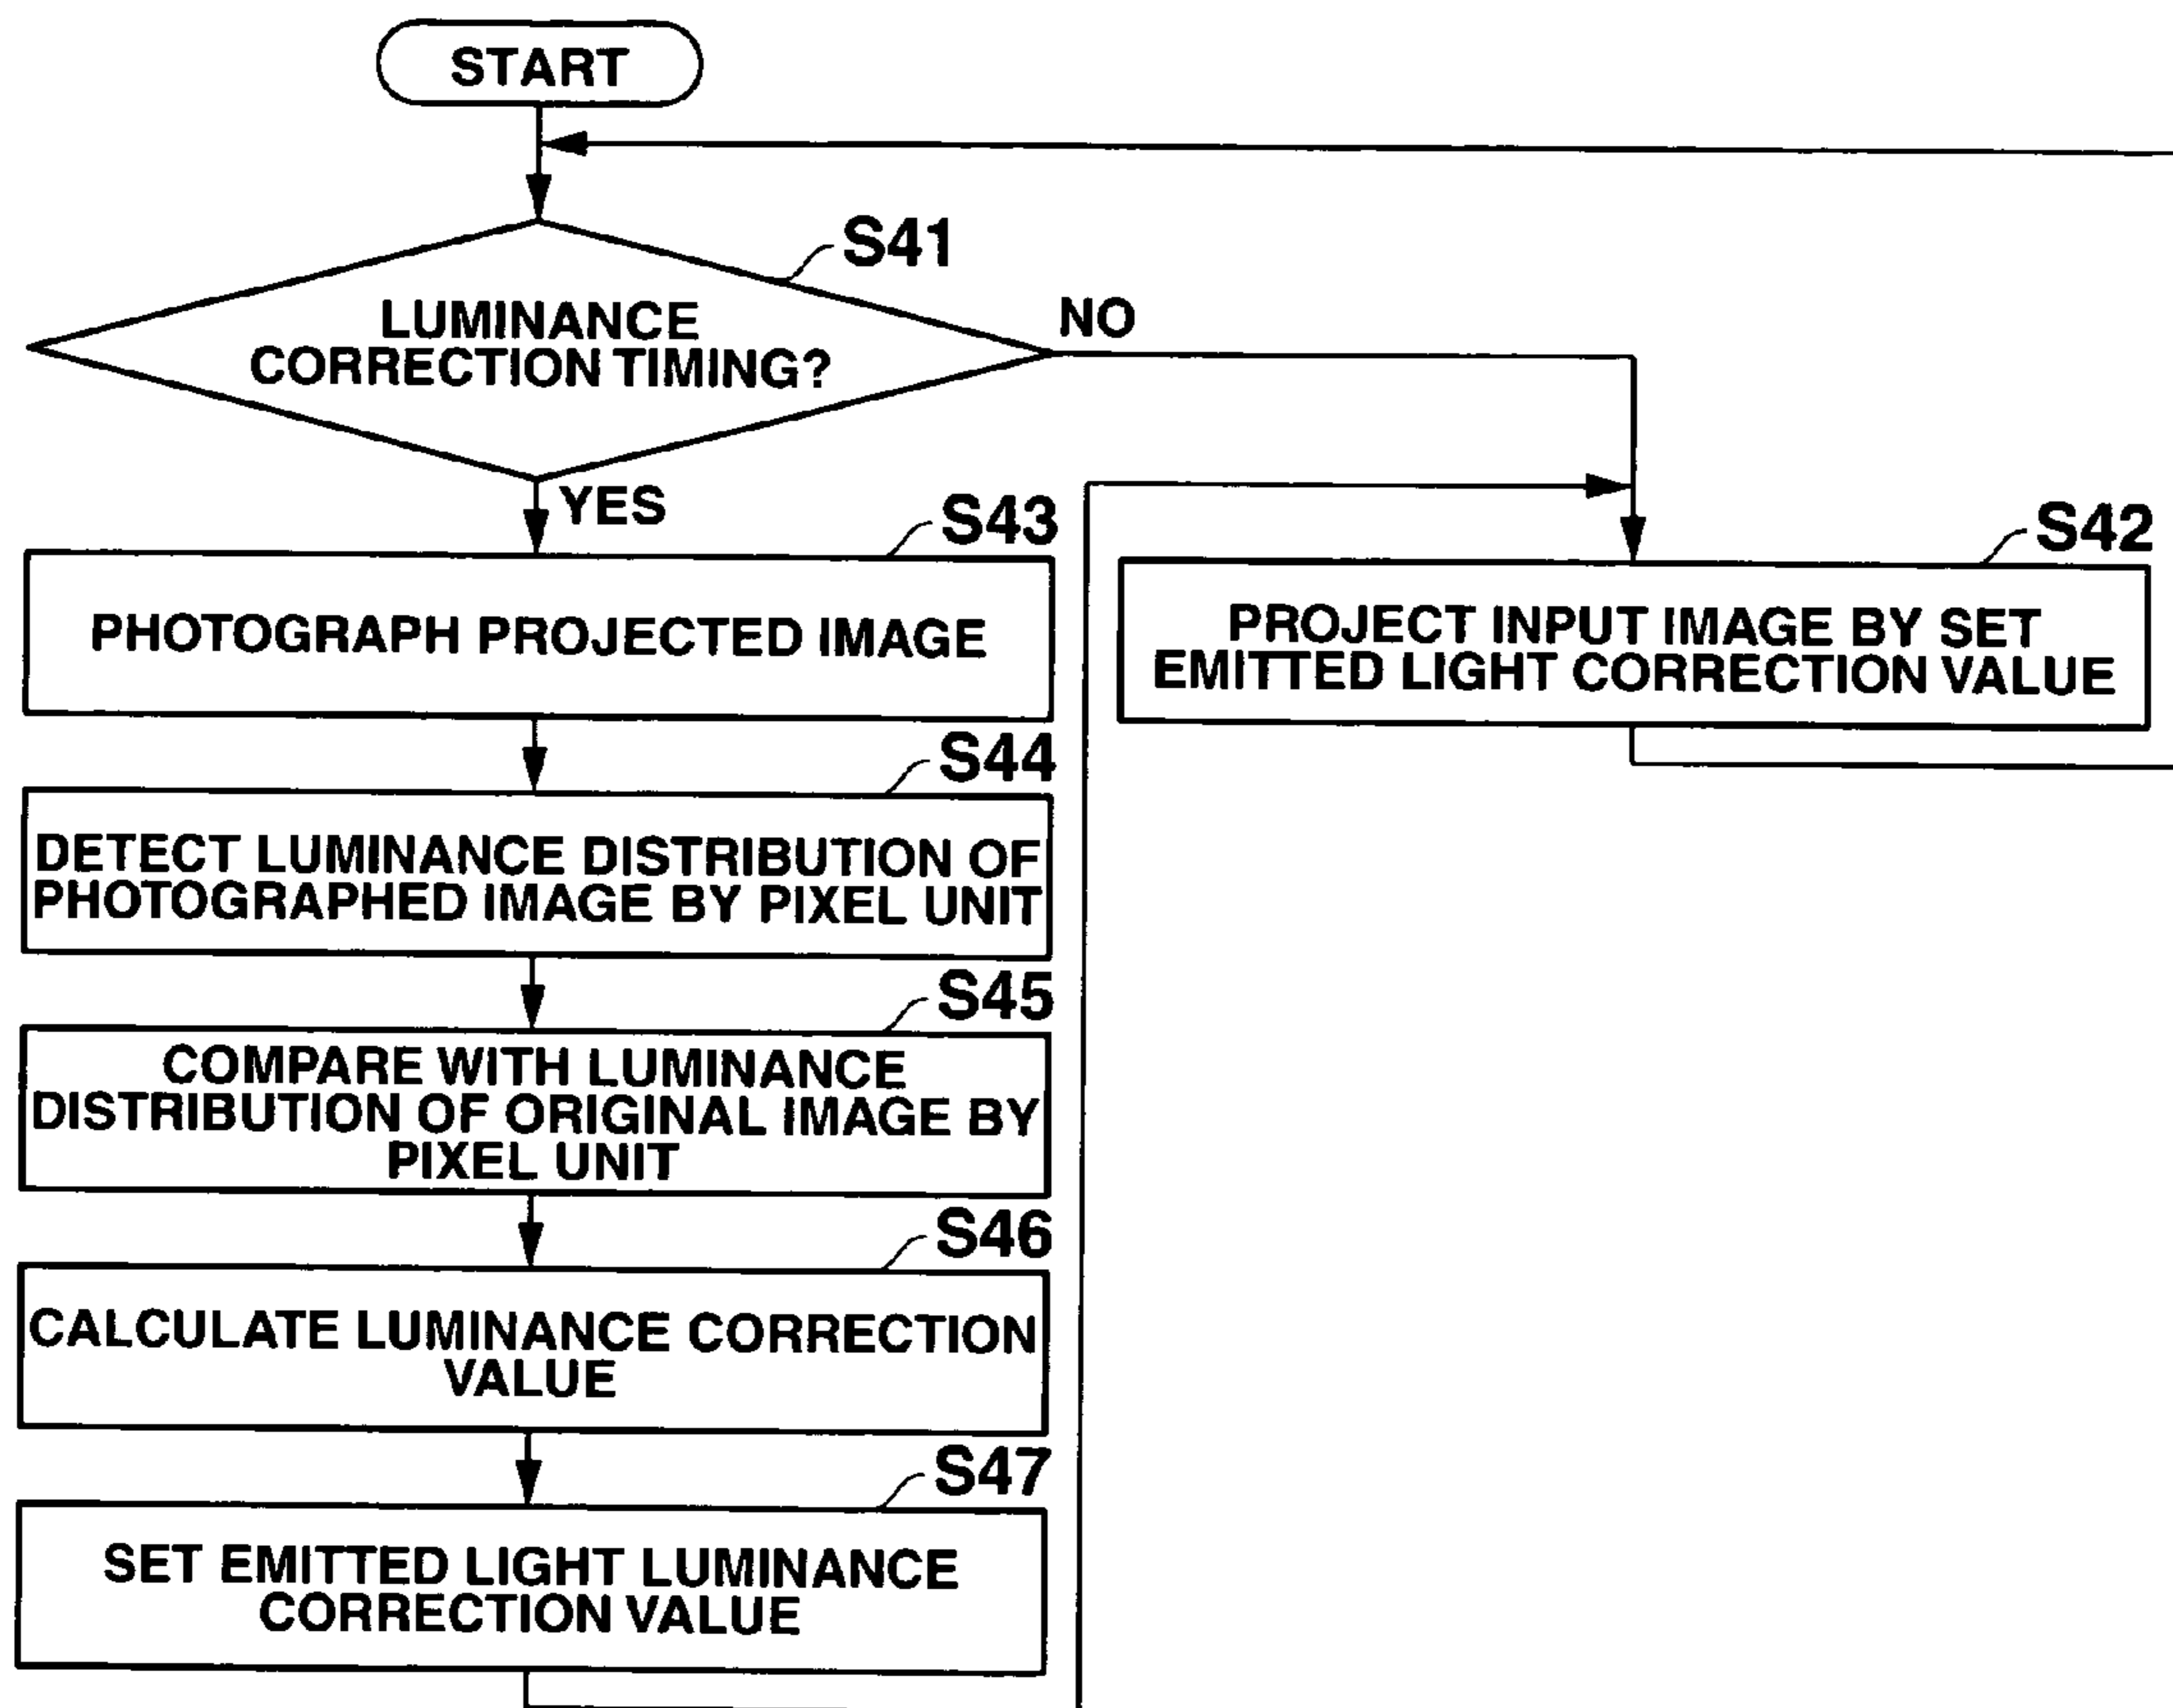 START
S41
LUMINANCE
CORRECTION TIMING?
NO
YES
S43
PHOTOGRAPH PROJECTED IMAGE
S42
PROJECT INPUT IMAGE BY SET
EMITTED LIGHT CORRECTION VALUE
S44
DETECT LUMINANCE DISTRIBUTION OF
PHOTOGRAPHED IMAGE BY PIXEL UNIT
S45
COMPARE WITH LUMINANCE
DISTRIBUTION OF ORIGINAL IMAGE BY
PIXEL UNIT
S46
CALCULATE LUMINANCE CORRECTION
VALUE
S47
SET EMITTED LIGHT LUMINANCE
CORRECTION VALUE